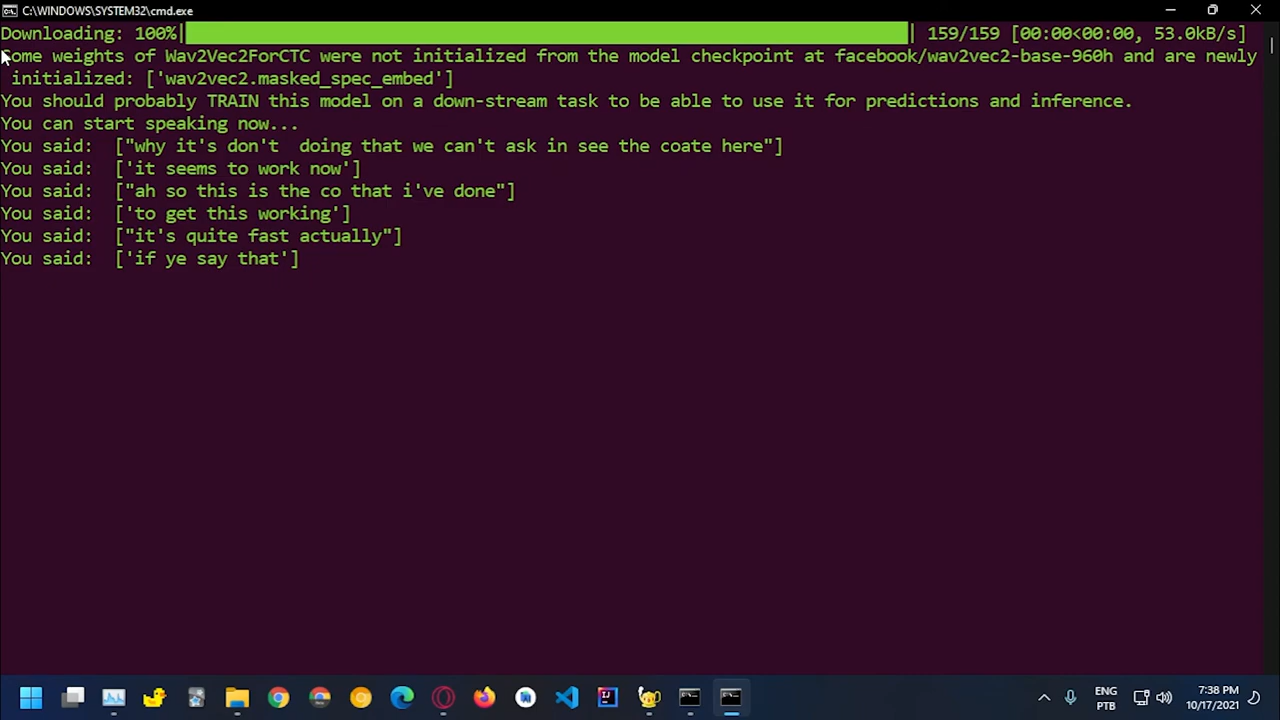 C:\WINDOWS\SYSTEM32\cmd.exe
Downloading: 100%| | 159/159 [00:00<00:00, 53.0kB/s]
Some weights of Wav2Vec2ForCTC were not initialized from the model checkpoint at facebook/wav2vec2-base-960h and are newly
initialized: ['wav2vec2.masked_spec_embed']
You should probably TRAIN this model on a down-stream task to be able to use it for predictions and inference.
You can start speaking now...
You said:  ["why it's don't  doing that we can't ask in see the coate here"]
You said:  ['it seems to work now']
You said:  ["ah so this is the co that i've done"]
You said:  ['to get this working']
You said:  ["it's quite fast actually"]
You said:  ['if ye say that']
ENG
PTB
7:38 PM
10/17/2021